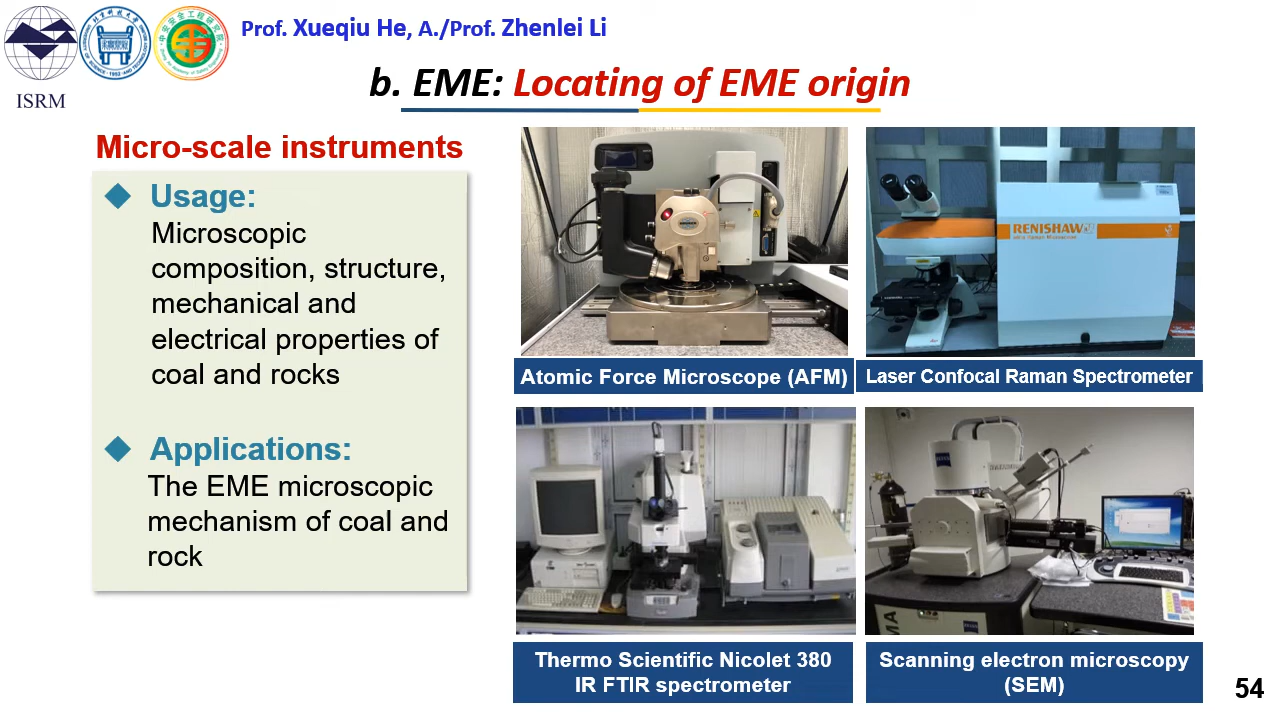 Prof. Xueqiu He, A./Prof. Zhenlei Li
ISRM
b. EME: Locating of EME origin
Micro-scale instruments
Usage:
Microscopic
composition, structure,
mechanical and
electrical properties of
coal and rocks
Applications:
The EME microscopic
mechanism of coal and
rock
RENISHAW
Atomic Force Microscope (AFM)
Laser Confocal Raman Spectrometer
Thermo Scientific Nicolet 380
IR FTIR spectrometer
Scanning electron microscopy
(SEM)
54